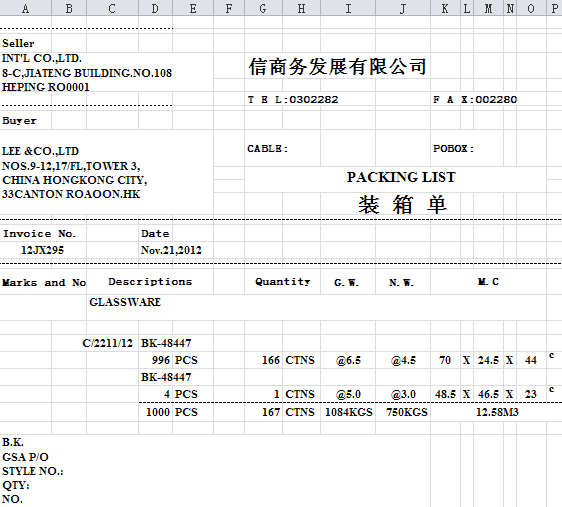 A B C D E F G H I J K L M N O P
Seller
INT'L CO.,LTD.
8-C,JIATENG BUILDING.NO.108
HEPING RO0001
信商务发展有限公司
T E L:0302282 F A X:002280
Buyer
LEE &CO.,LTD
NOS.9-12,17/FL,TOWER 3,
CHINA HONGKONG CITY,
33CANTON ROAOON.HK
CABLE: POBOX:
PACKING LIST
装 箱 单
Invoice No. Date
12JX295 Nov.21,2012
Marks and No Descriptions Quantity G.W. N.W. M.C
GLASSWARE
C/2211/12 BK-48447
996 PCS 166 CTNS @6.5 @4.5 70 X 24.5 X 44 c
BK-48447
4 PCS 1 CTNS @5.0 @3.0 48.5 X 46.5 X 23 c
1000 PCS 167 CTNS 1084KGS 750KGS 12.58M3
B.K.
GSA P/O
STYLE NO.:
QTY:
NO.